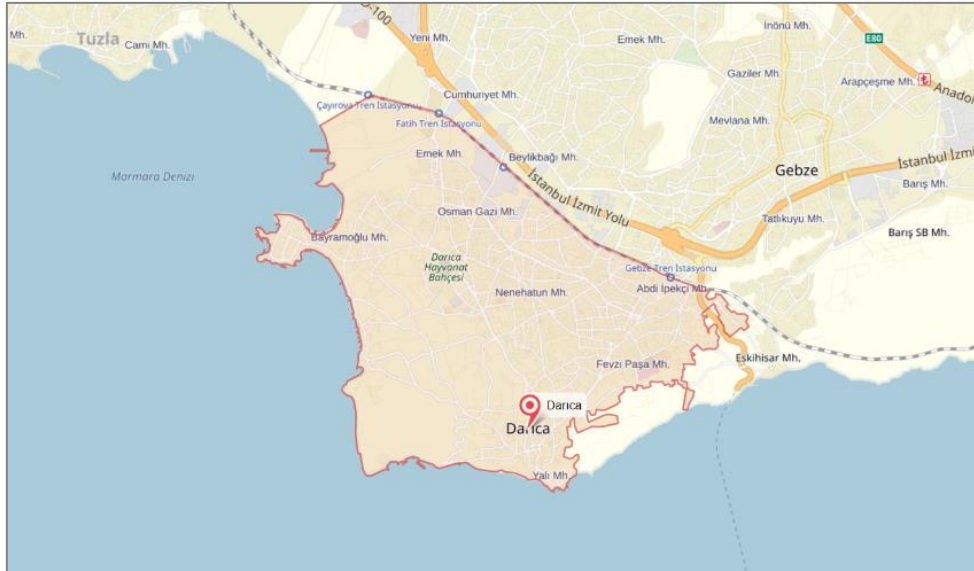 Mh.
Tuzla
Cami Mh.
D-100
Yeni Mh.
Emek Mh.
İnönü Mh.
E80
Gaziler Mh.
Arapçeşme Mh.
Anadol
Çayırova Tren İstasyonu
Cumhuriyet Mh.
Fatih Tren İstasyonu
Mevlana Mh.
Emek Mh.
Beylikbağı Mh.
İstanbul İzmi
Marmara Denizi
Gebze
Barış Mh.
İstanbul İzmit Yolu
Osman Gazi Mh.
Tatlıkuyu Mh.
Barış SB Mh.
Bayramoğlu Mh.
Darıca
Hayvanat
Bahçesi
Gebze Tren İstasyonu
Nenehatun Mh.
Abdi İpekçi Mh.
Eskihisar Mh.
Fevzi Paşa Mh.
Darıca
Darıca
Yalı Mh.